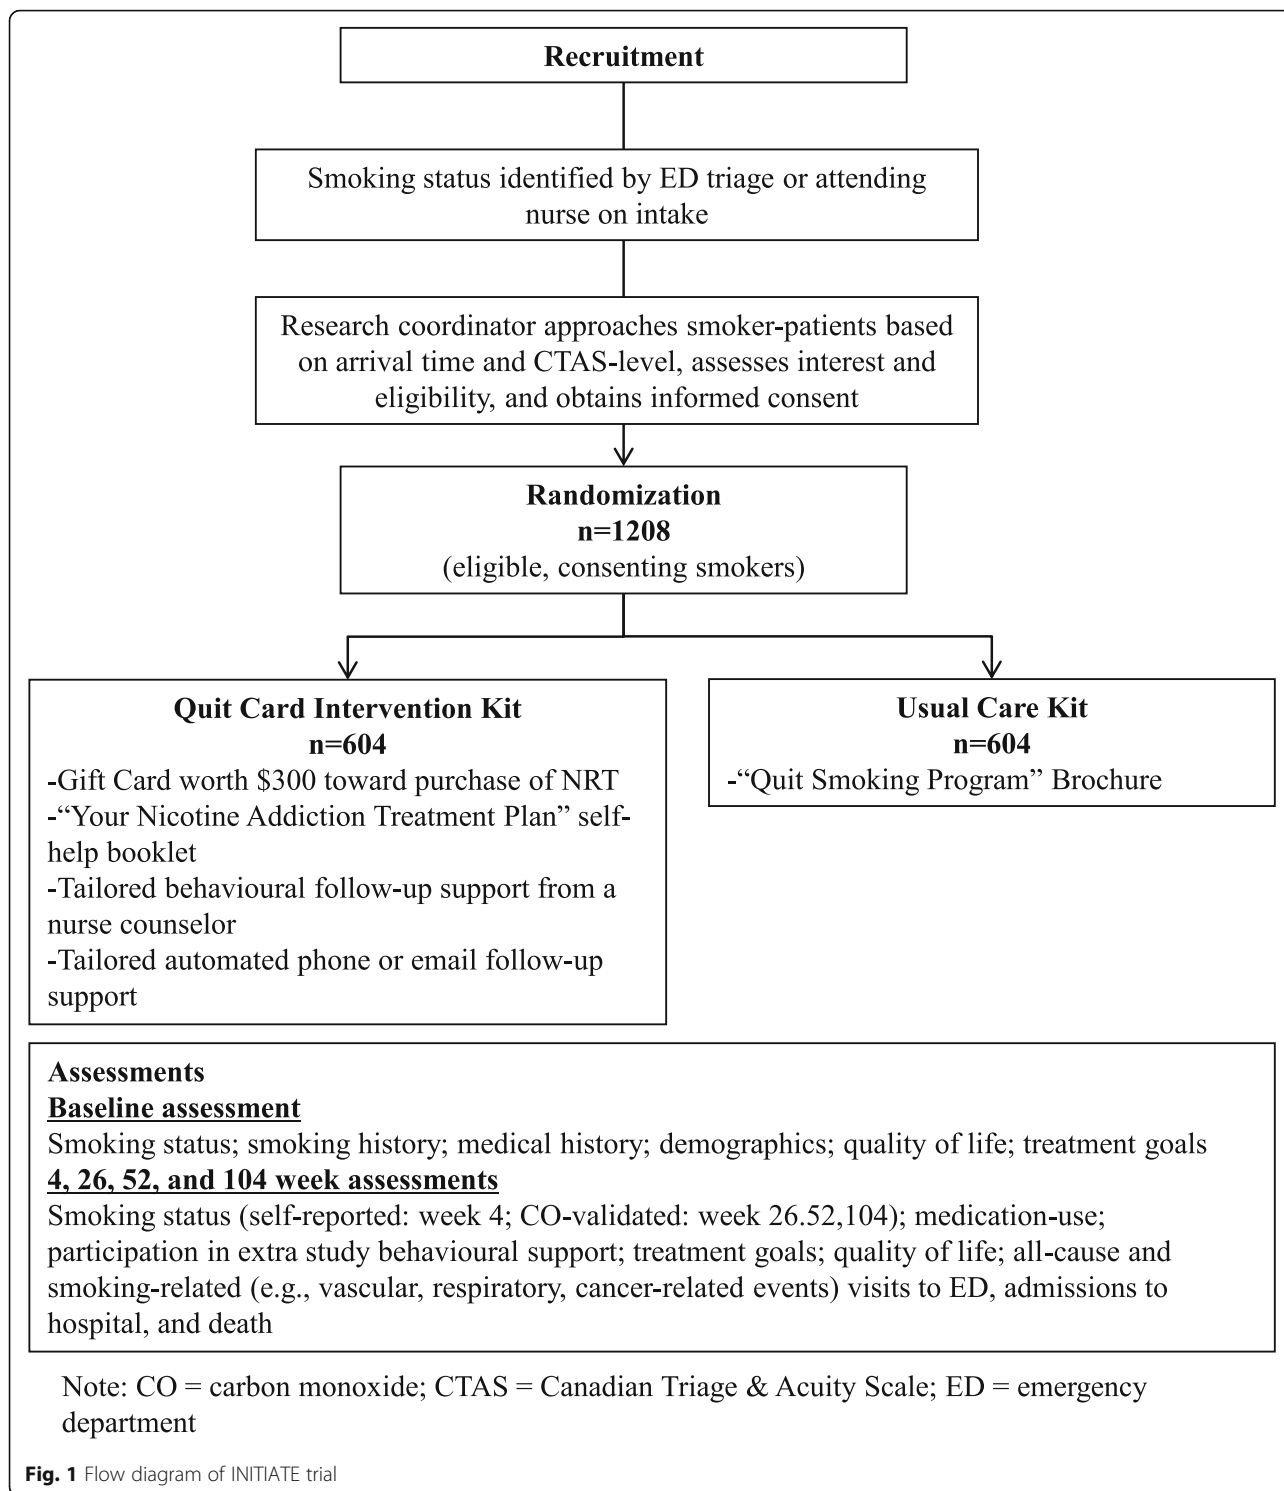 Recruitment
Smoking status identified by ED triage or attending
nurse on intake
Research coordinator approaches smoker-patients based
on arrival time and CTAS-level, assesses interest and
eligibility, and obtains informed consent
Randomization
n=1208
(eligible, consenting smokers)
Quit Card Intervention Kit
n=604
-Gift Card worth $300 toward purchase of NRT
-“Your Nicotine Addiction Treatment Plan” self-
help booklet
-Tailored behavioural follow-up support from a
nurse counselor
-Tailored automated phone or email follow-up
support
Usual Care Kit
n=604
-“Quit Smoking Program” Brochure
Assessments
Baseline assessment
Smoking status; smoking history; medical history; demographics; quality of life; treatment goals
4, 26, 52, and 104 week assessments
Smoking status (self-reported: week 4; CO-validated: week 26.52,104); medication-use;
participation in extra study behavioural support; treatment goals; quality of life; all-cause and
smoking-related (e.g., vascular, respiratory, cancer-related events) visits to ED, admissions to
hospital, and death
Note: CO = carbon monoxide; CTAS = Canadian Triage & Acuity Scale; ED = emergency
department
Fig. 1 Flow diagram of INITIATE trial